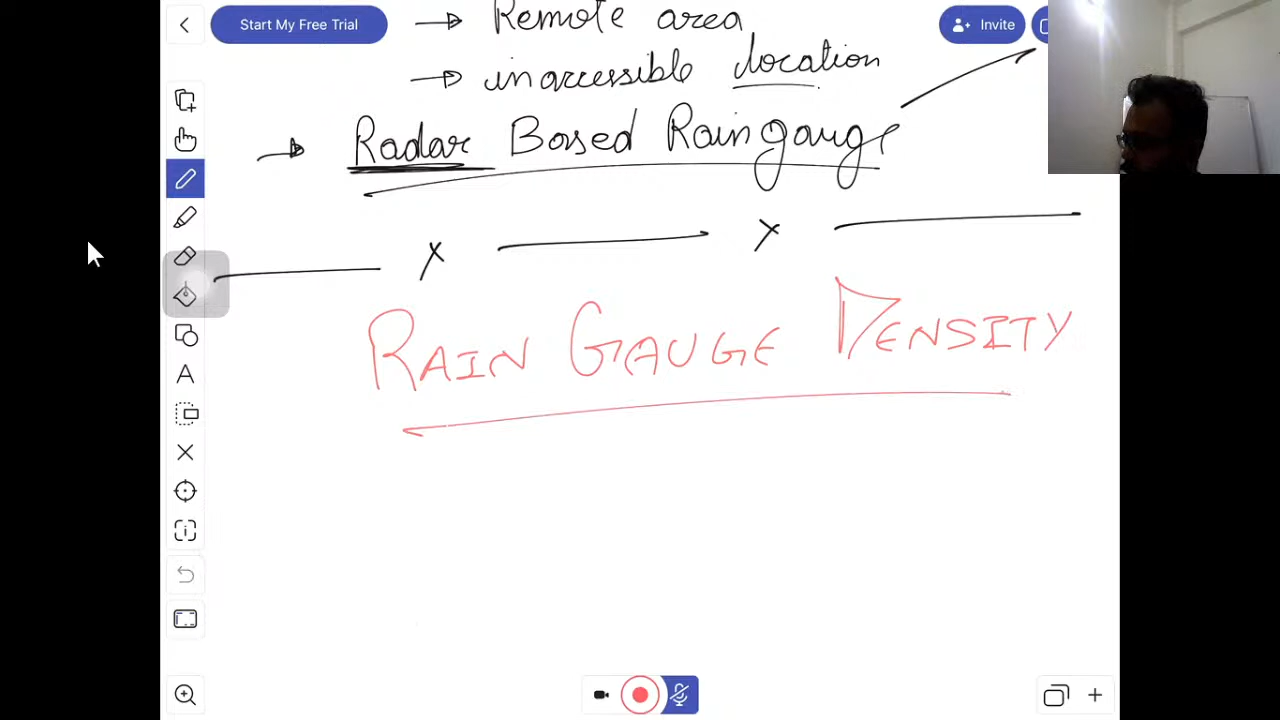 Start My Free Trial
→ Remote area
Invite
→ inaccessible location
→ Radar Based Raingauge
x x
RAIN GAUGE DENSITY
A